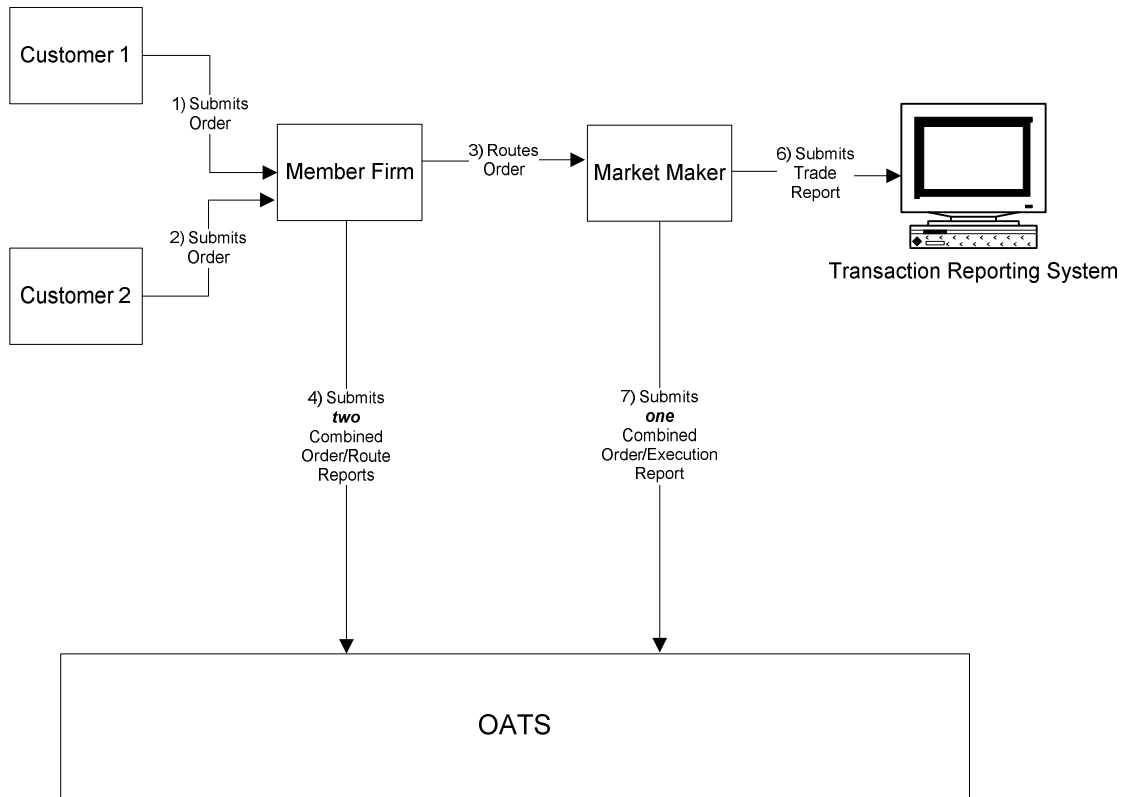 Customer 1
1) Submits
Order
Member Firm
3) Routes
Order
Market Maker
6) Submits
Trade
Report
2) Submits
Order
Customer 2
Transaction Reporting System
4) Submits
two
Combined
Order/Route
Reports
7) Submits
one
Combined
Order/Execution
Report
OATS